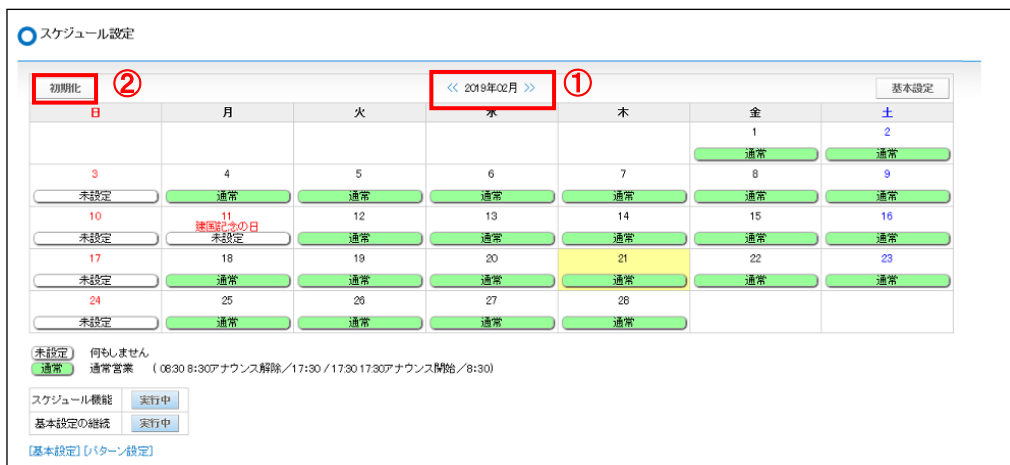 スケジュール設定
初期化 ② << 2019年02月 >> ① 基本設定
日 月 火 水 木 金 土
1 2
通常 通常
3 4 5 6 7 8 9
未設定 通常 通常 通常 通常 通常 通常
10 11 12 13 14 15 16
建国記念の日
未設定 未設定 通常 通常 通常 通常 通常
17 18 19 20 21 22 23
未設定 通常 通常 通常 通常 通常 通常
24 25 26 27 28
未設定 通常 通常 通常 通常
未設定 何もしません
通常 通常営業 ( 08:30 8:30アナウンス解除／17:30 / 17:30 17:30アナウンス開始／8:30)
スケジュール機能 実行中
基本設定の継続 実行中
[基本設定] [パターン設定]